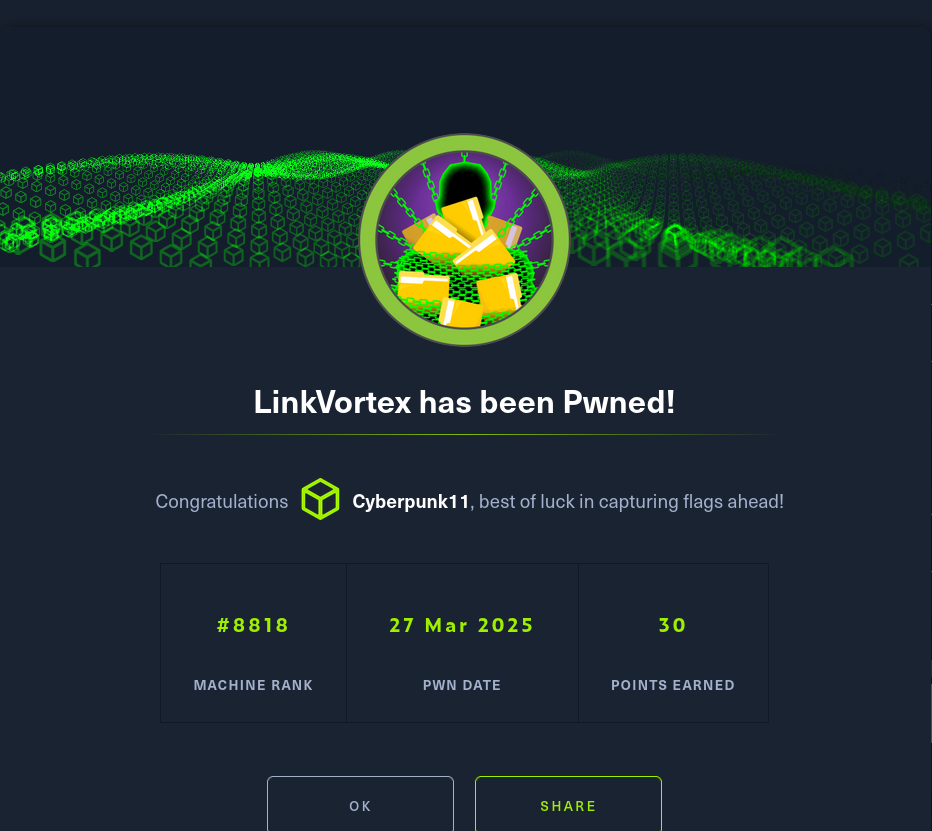 LinkVortex has been Pwned!
Congratulations Cyberpunk11, best of luck in capturing flags ahead!
#8818 27 Mar 2025 30
MACHINE RANK PWN DATE POINTS EARNED
OK SHARE